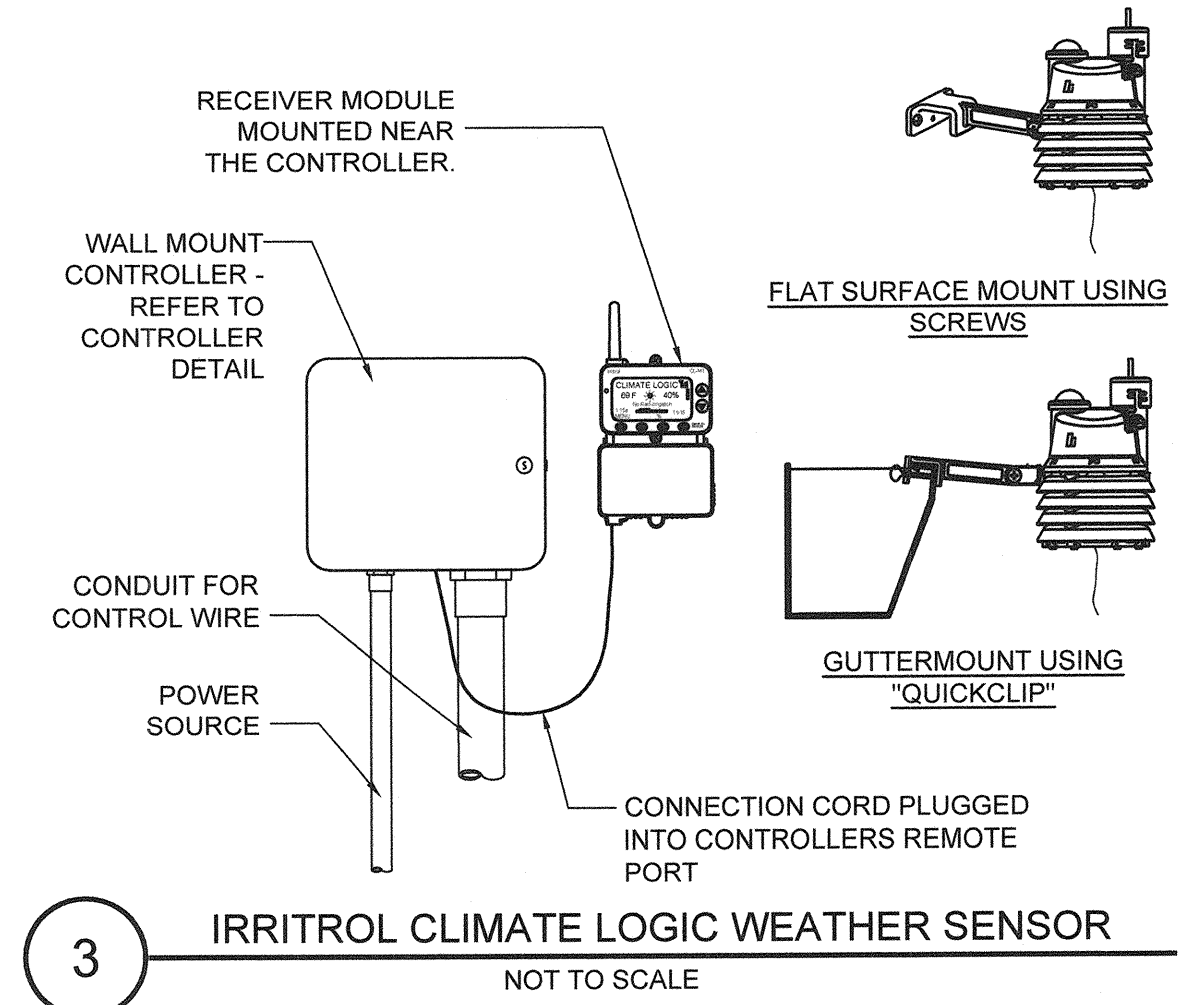 RECEIVER MODULE
MOUNTED NEAR
THE CONTROLLER.
WALL MOUNT
CONTROLLER -
REFER TO
CONTROLLER
DETAIL
CLIMATE LOGIC
69 F 40%
MENU
S
CONDUIT FOR
CONTROL WIRE
POWER
SOURCE
CONNECTION CORD PLUGGED
INTO CONTROLLERS REMOTE
PORT
FLAT SURFACE MOUNT USING
SCREWS
GUTTERMOUNT USING
"QUICKCLIP"
3
IRRITROL CLIMATE LOGIC WEATHER SENSOR
NOT TO SCALE